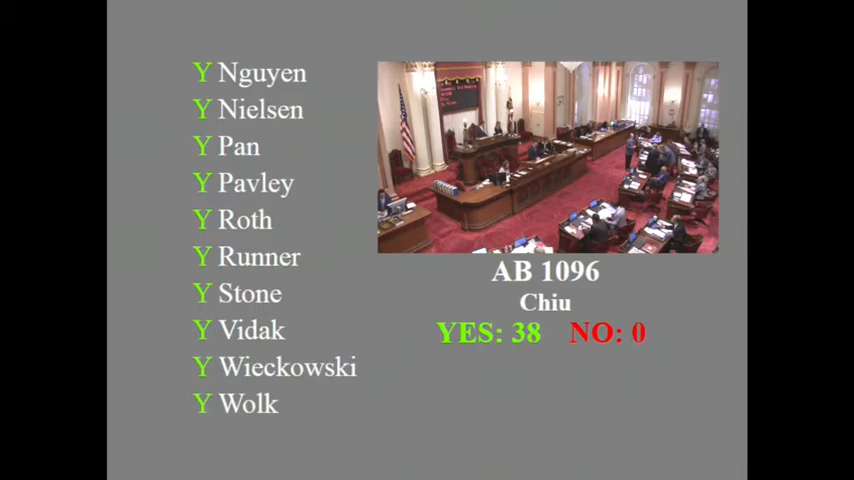 Y Nguyen
Y Nielsen
Y Pan
Y Pavley
Y Roth
Y Runner
Y Stone
Y Vidak
Y Wieckowski
Y Wolk
AB 1096
Chiu
YES: 38 NO: 0